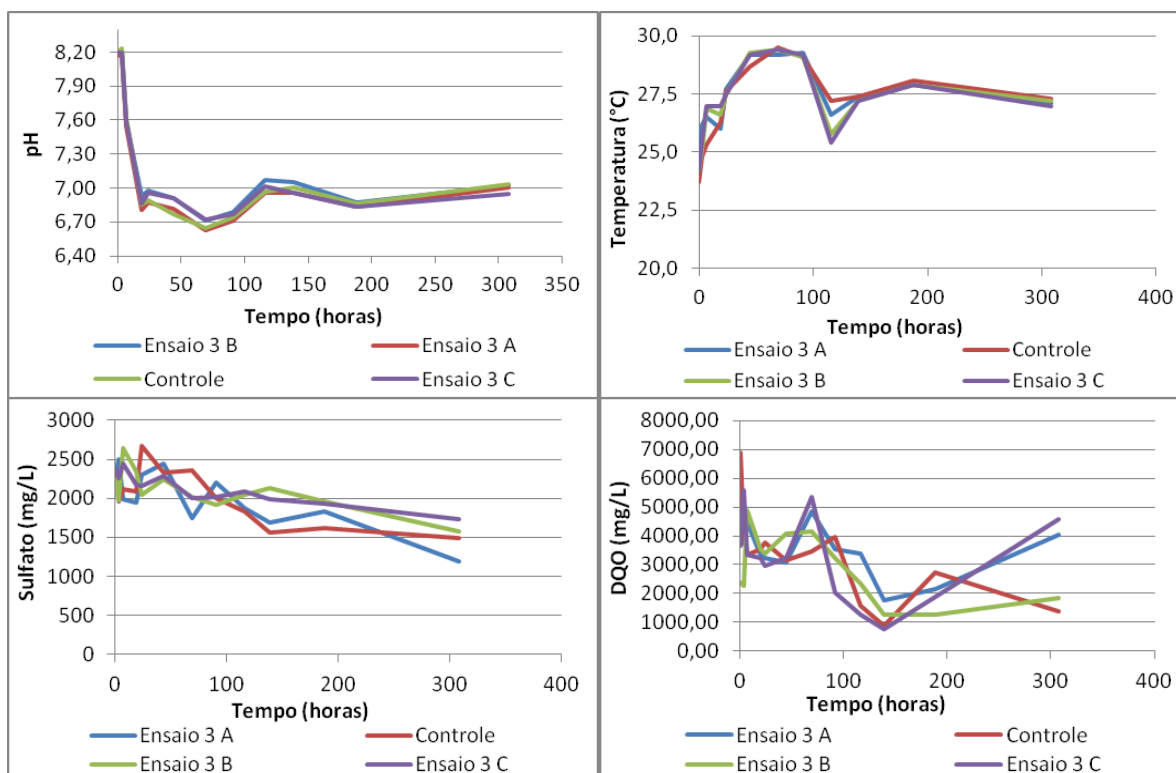 pH
8,20
7,90
7,60
7,30
7,00
6,70
6,40
0 50 100 150 200 250 300 350
Tempo (horas)
Ensaio 3 B Ensaio 3 A
Controle Ensaio 3 C
Temperatura (°C)
30,0
27,5
25,0
22,5
20,0
0 100 200 300 400
Tempo (horas)
Ensaio 3 A Controle
Ensaio 3 B Ensaio 3 C
Sulfato (mg/L)
3000
2500
2000
1500
1000
500
0
0 100 200 300 400
Tempo (horas)
Ensaio 3 A Controle
Ensaio 3 B Ensaio 3 C
DQO (mg/L)
8000,00
7000,00
6000,00
5000,00
4000,00
3000,00
2000,00
1000,00
0,00
0 100 200 300 400
Tempo (horas)
Ensaio 3 A Controle
Ensaio 3 B Ensaio 3 C